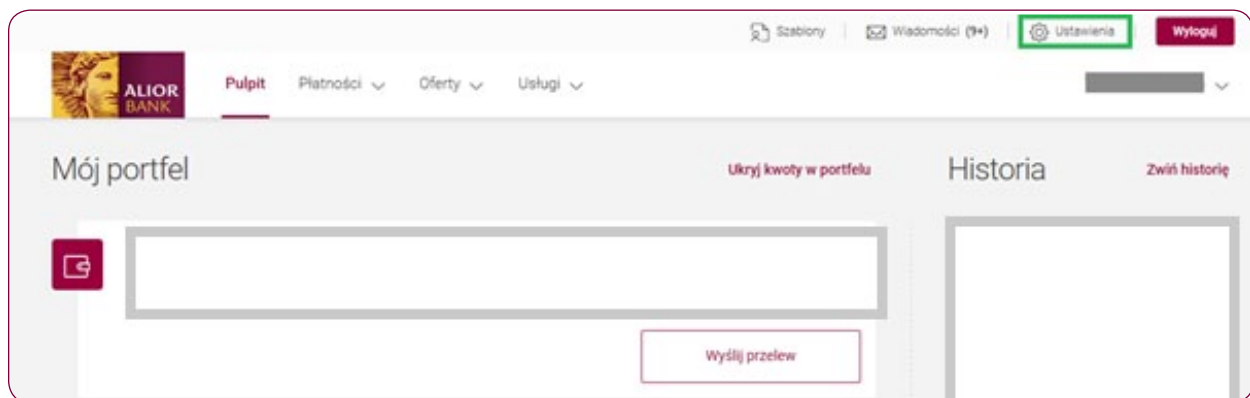 Szablony Wiadomości (9+) Ustawienia Wyloguj
ALIOR
BANK
Pulpit Płatności Oferty Usługi
Mój portfel Ukryj kwoty w portfelu Historia Zwiń historię
Wyślij przelew